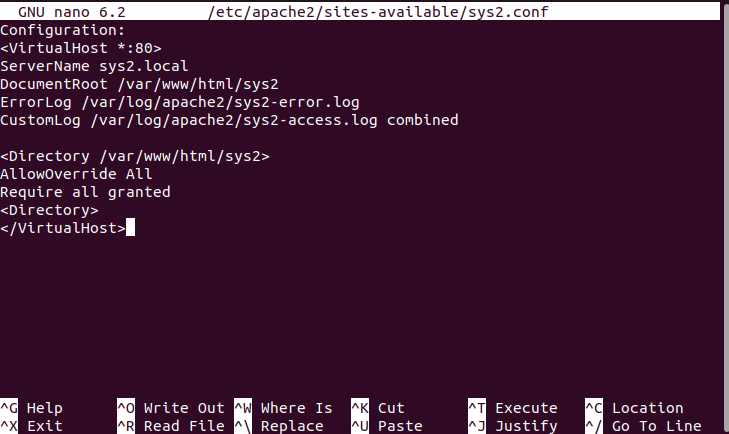 GNU nano 6.2 /etc/apache2/sites-available/sys2.conf
Configuration:
<VirtualHost *:80>
ServerName sys2.local
DocumentRoot /var/www/html/sys2
ErrorLog /var/log/apache2/sys2-error.log
CustomLog /var/log/apache2/sys2-access.log combined

<Directory /var/www/html/sys2>
AllowOverride All
Require all granted
<Directory>
</VirtualHost>
^G Help ^O Write Out ^W Where Is ^K Cut ^T Execute ^C Location
^X Exit ^R Read File ^\ Replace ^U Paste ^J Justify ^/ Go To Line